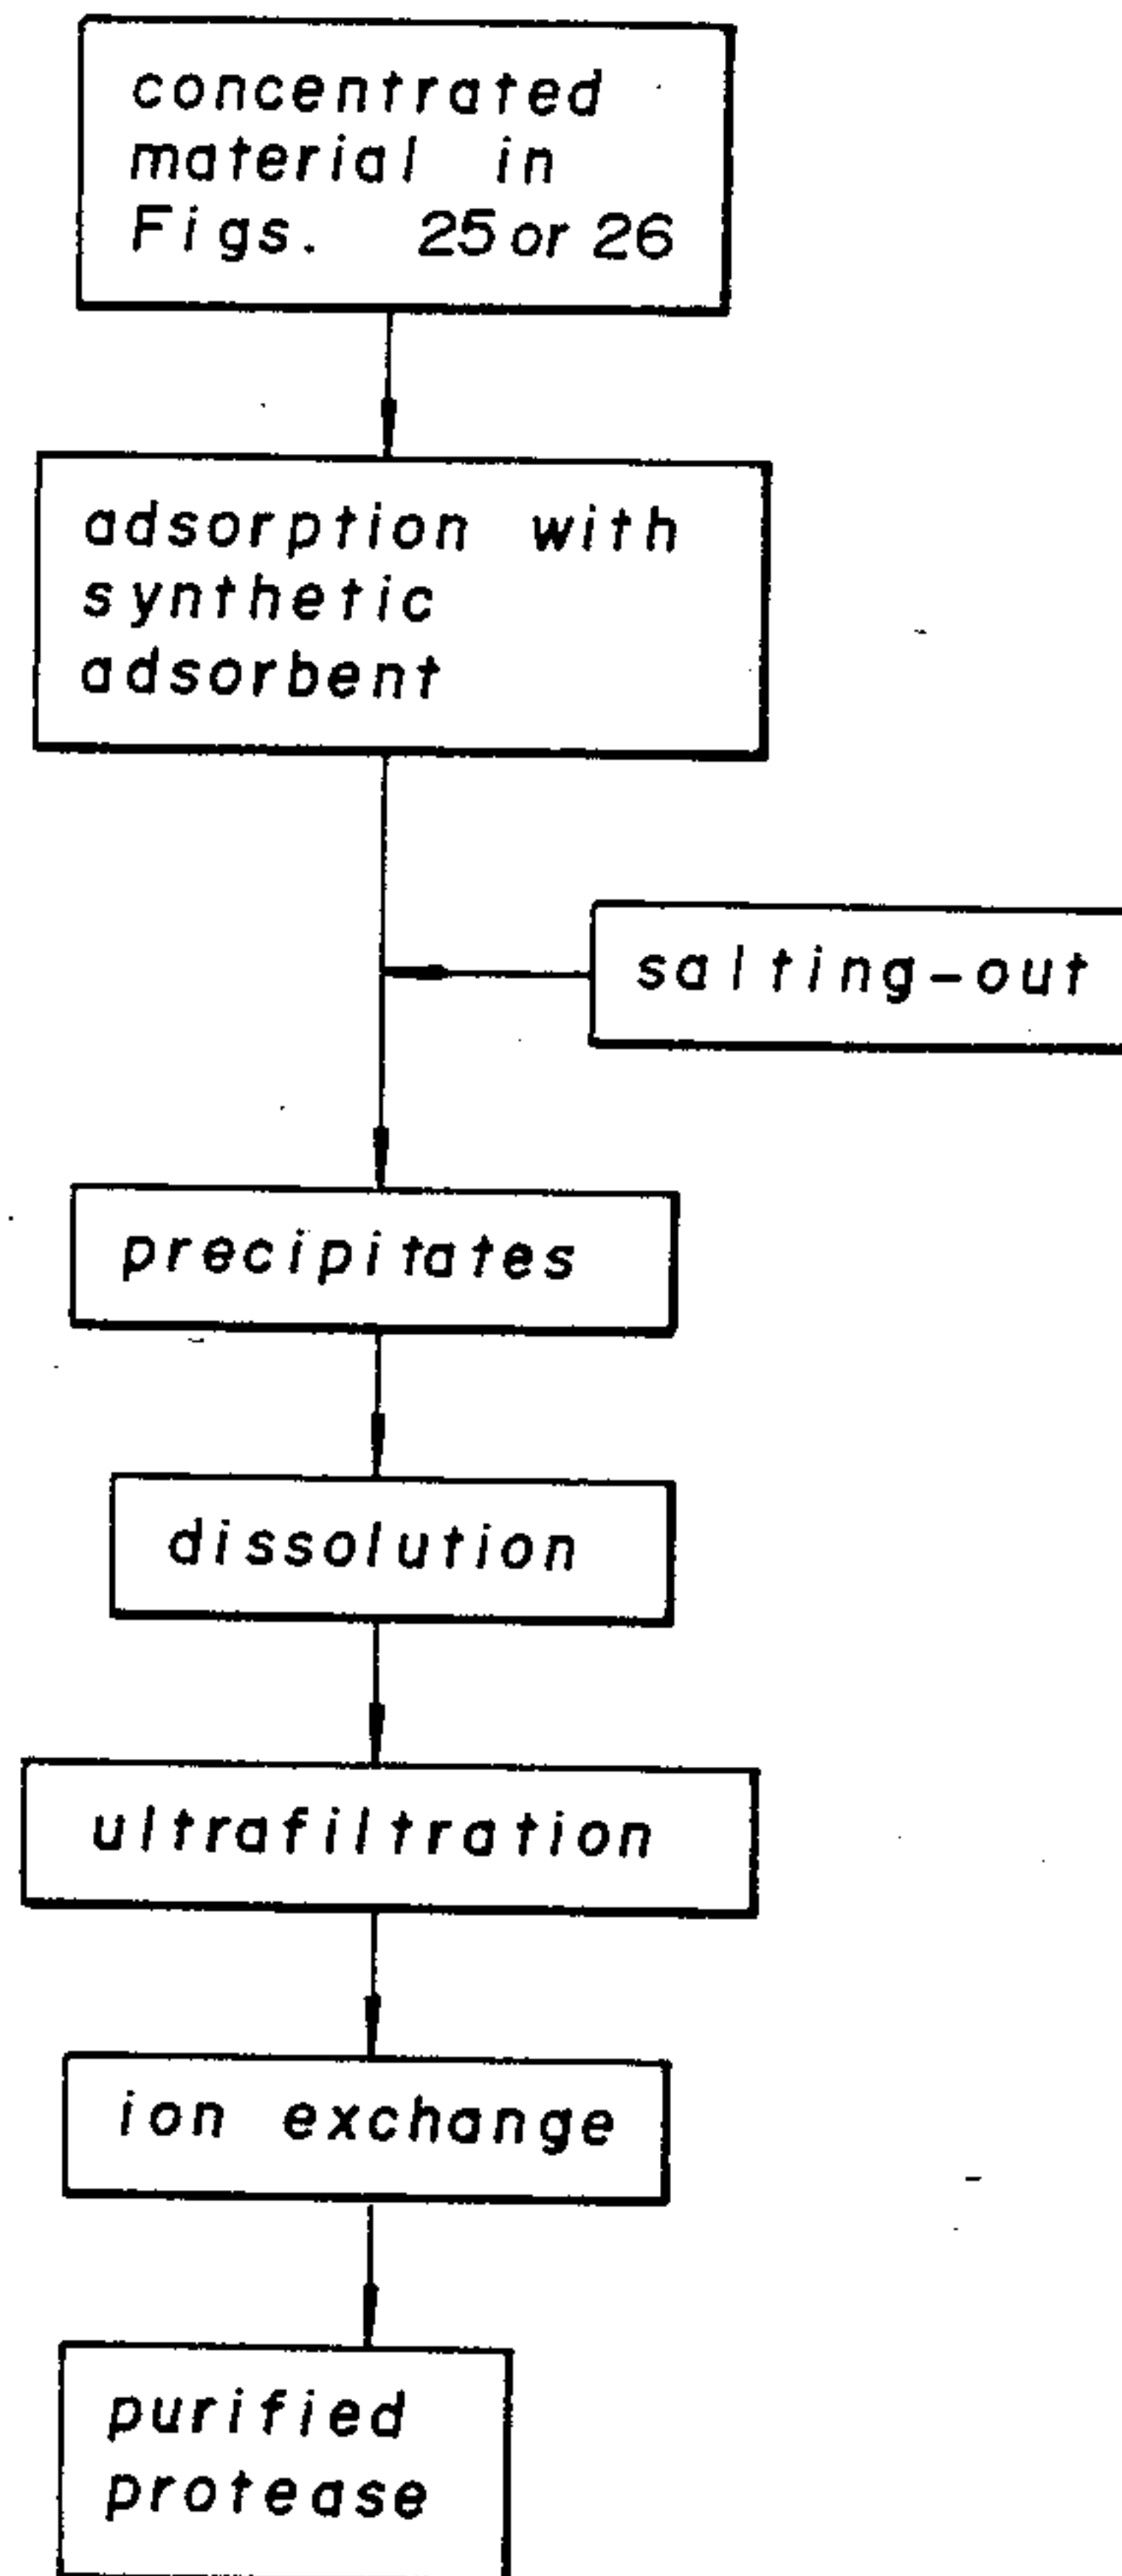 concentrated
material in
Figs. 25 or 26
adsorption with
synthetic
adsorbent
salting-out
precipitates
dissolution
ultrafiltration
ion exchange
purified
protease